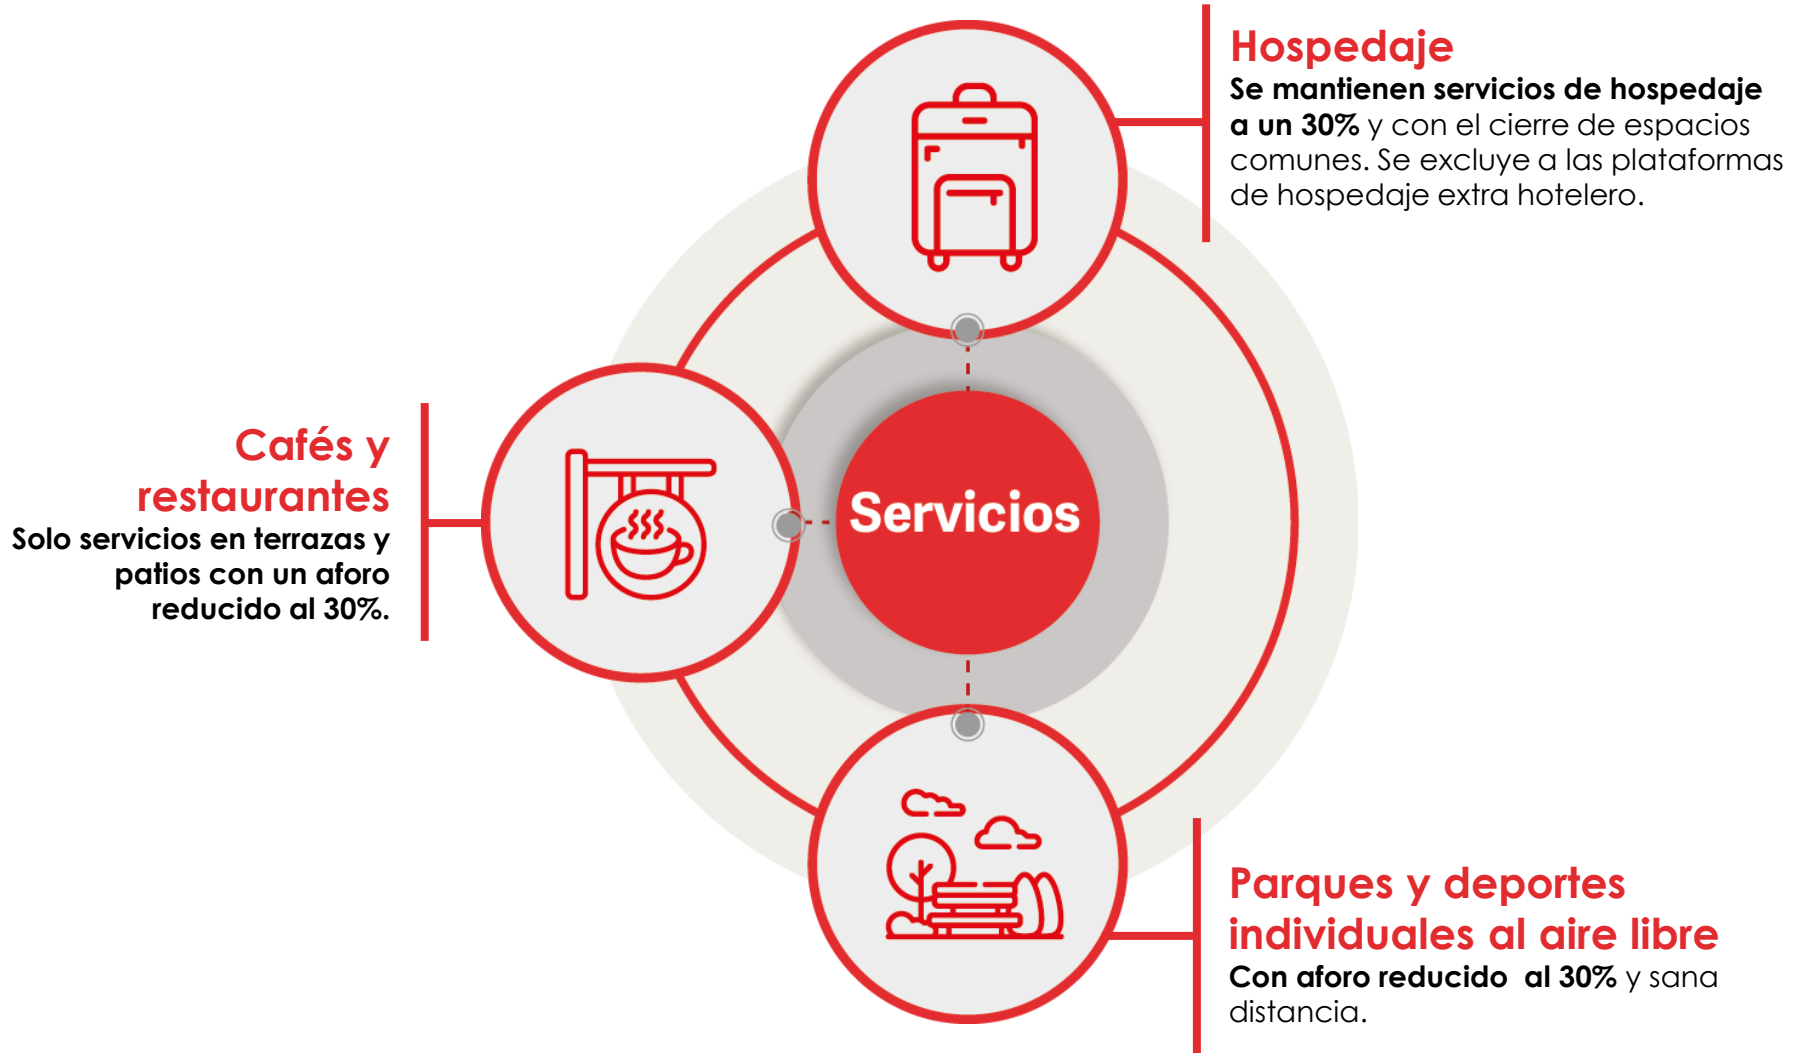 Hospedaje
Se mantienen servicios de hospedaje
a un 30% y con el cierre de espacios
comunes. Se excluye a las plataformas
de hospedaje extra hotelero.
Cafés y
restaurantes
Solo servicios en terrazas y
patios con un aforo
reducido al 30%.
Servicios
Parques y deportes
individuales al aire libre
Con aforo reducido  al 30% y sana
distancia.